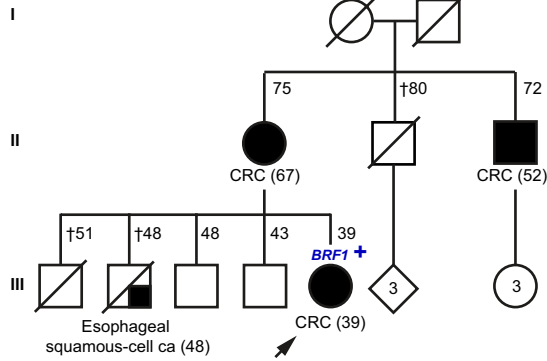 I
75 †80 72
II
CRC (67) CRC (52)
†51 †48 48 43 39
BRF1 +
III 3 3
Esophageal
squamous-cell ca (48) CRC (39)